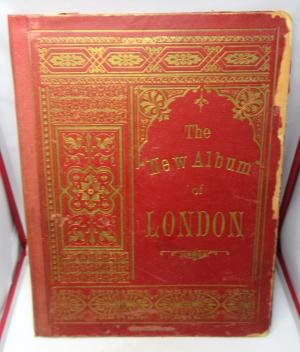 The
New Album
of
LONDON